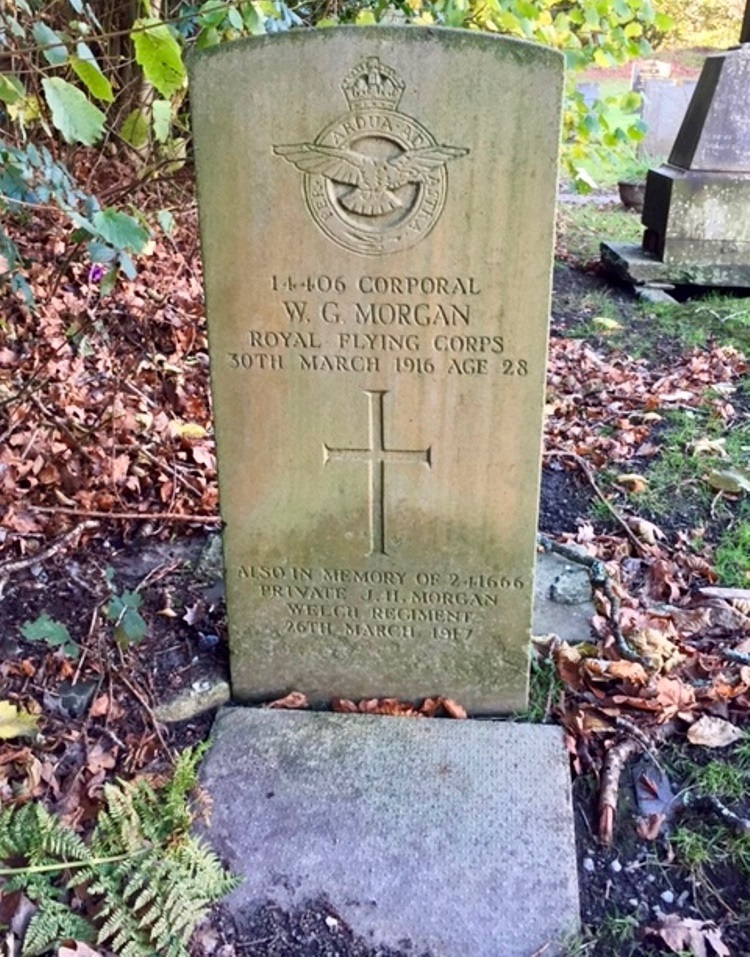 PER ARDUA AD ASTRA
14406 CORPORAL
W. G. MORGAN
ROYAL FLYING CORPS
30TH MARCH 1916 AGE 28
ALSO IN MEMORY OF 241666
PRIVATE J. H. MORGAN
WELCH REGIMENT
26TH MARCH 1917